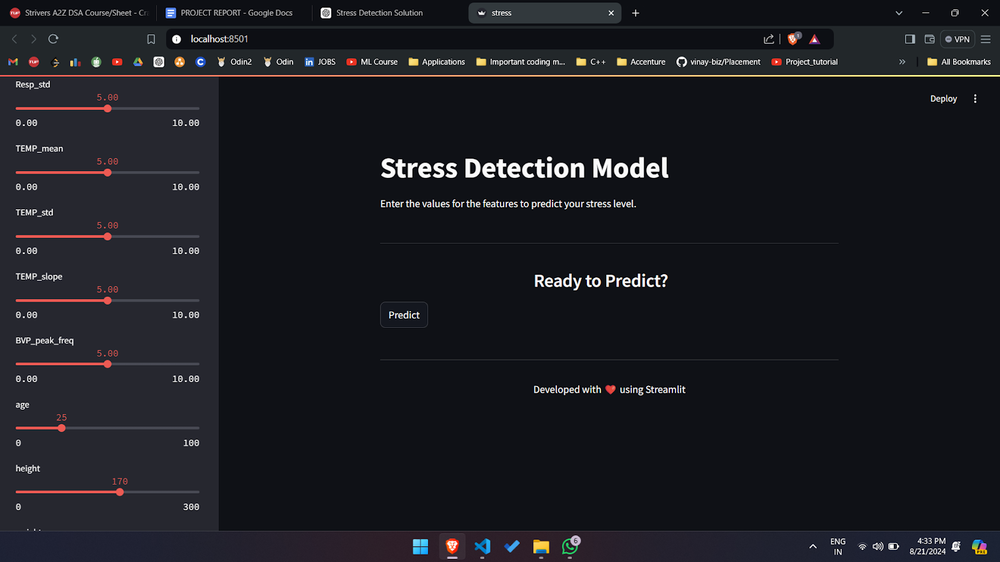 Strivers A2Z DSA Course/Sheet - Cra
PROJECT REPORT - Google Docs
Stress Detection Solution
stress
localhost:8501
1
VPN
Odin2
Odin
JOBS
ML Course
Applications
Important coding m...
C++
Accenture
vinay-biz/Placement
Project_tutorial
All Bookmarks
Resp_std
5.00
0.00 10.00
TEMP_mean
5.00
0.00 10.00
TEMP_std
5.00
0.00 10.00
TEMP_slope
5.00
0.00 10.00
BVP_peak_freq
5.00
0.00 10.00
age
25
0 100
height
170
0 300
Deploy
Stress Detection Model
Enter the values for the features to predict your stress level.
Ready to Predict?
Predict
Developed with ❤️ using Streamlit
6
ENG
IN
4:33 PM
8/21/2024
PRE